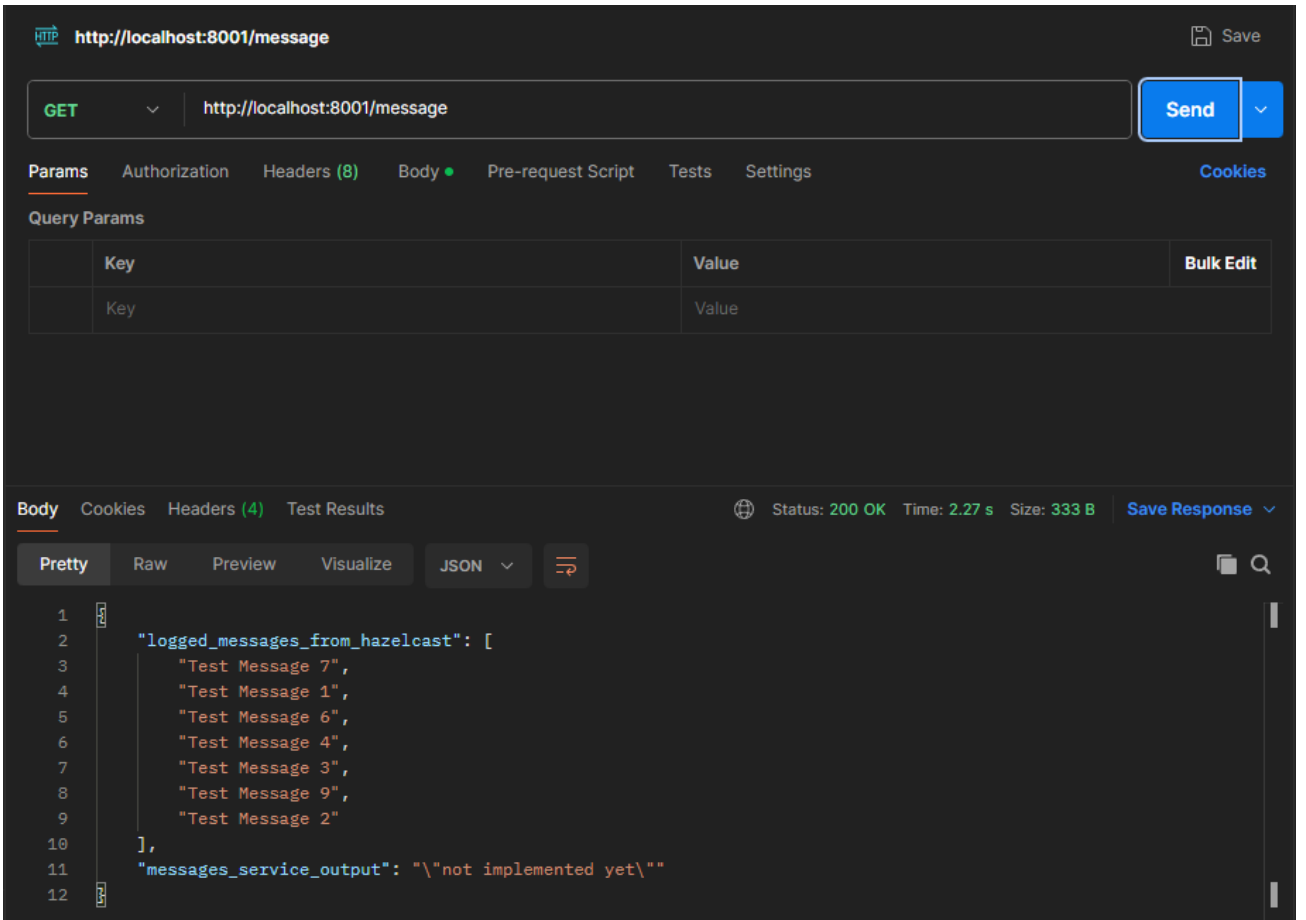 HTTP http://localhost:8001/message Save
GET http://localhost:8001/message Send
Params Authorization Headers (8) Body Pre-request Script Tests Settings Cookies
Query Params
Key Value Bulk Edit
Key Value
Body Cookies Headers (4) Test Results Status: 200 OK Time: 2.27 s Size: 333 B Save Response
Pretty Raw Preview Visualize JSON
1 {
2 "logged_messages_from_hazelcast": [
3 "Test Message 7",
4 "Test Message 1",
5 "Test Message 6",
6 "Test Message 4",
7 "Test Message 3",
8 "Test Message 9",
9 "Test Message 2"
10 ],
11 "messages_service_output": "\"not implemented yet\""
12 }